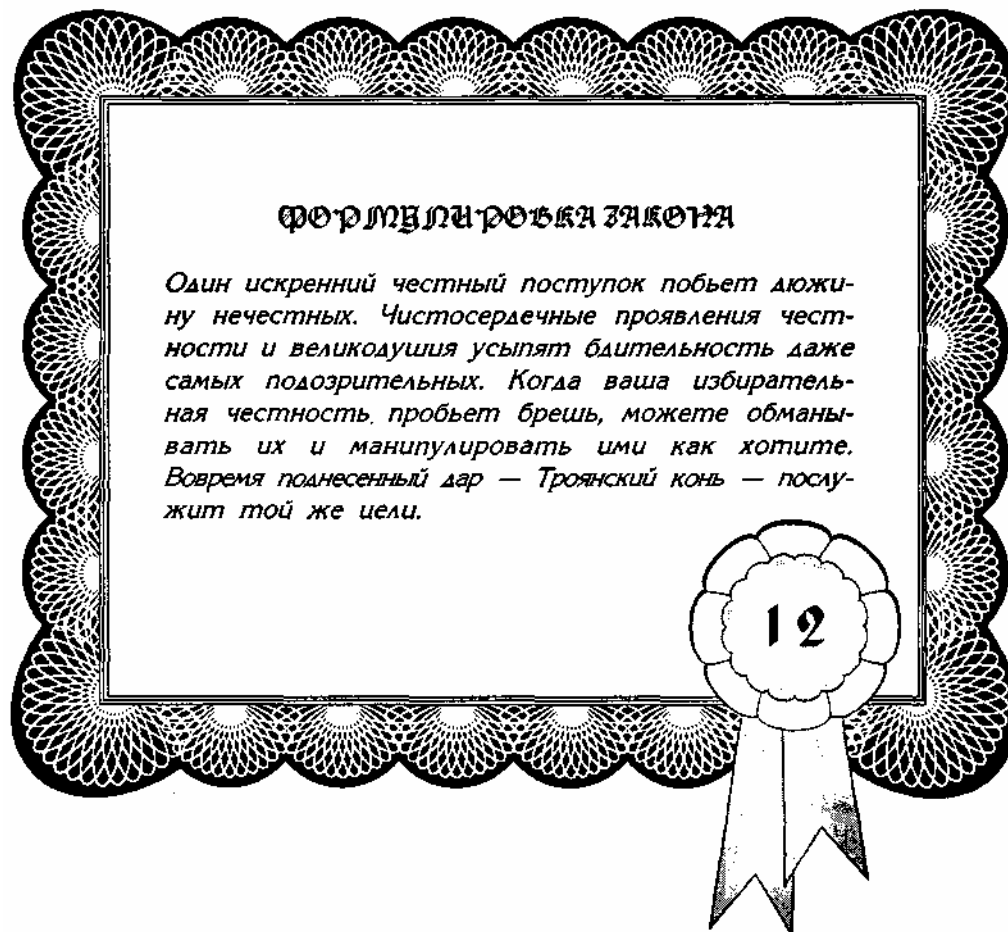 ФОРМУЛИРОВКА ЗАКОНА
Один искренний честный поступок побьет дюжи-
ну нечестных. Чистосердечные проявления чест-
ности и великодушия усыпят бдительность даже
самых подозрительных. Когда ваша избиратель-
ная честность пробьет брешь, можете обманы-
вать их и манипулировать ими как хотите.
Вовремя поднесенный дар — Троянский конь — послу-
жит той же цели.
12